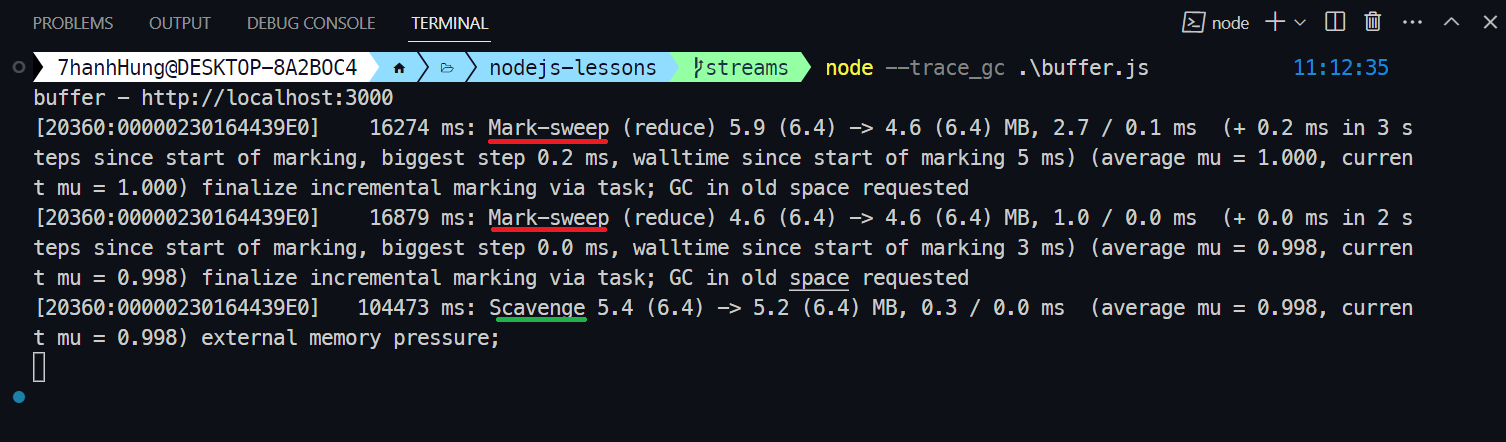 PROBLEMS OUTPUT DEBUG CONSOLE TERMINAL node
7hanhHung@DESKTOP-8A2BOC4 nodejs-lessons streams node --trace_gc .\buffer.js 11:12:35
buffer - http://localhost:3000
[20360:00000230164439E0] 16274 ms: Mark-sweep (reduce) 5.9 (6.4) -> 4.6 (6.4) MB, 2.7 / 0.1 ms (+ 0.2 ms in 3 s
teps since start of marking, biggest step 0.2 ms, walltime since start of marking 5 ms) (average mu = 1.000, curren
t mu = 1.000) finalize incremental marking via task; GC in old space requested
[20360:00000230164439E0] 16879 ms: Mark-sweep (reduce) 4.6 (6.4) -> 4.6 (6.4) MB, 1.0 / 0.0 ms (+ 0.0 ms in 2 s
teps since start of marking, biggest step 0.0 ms, walltime since start of marking 3 ms) (average mu = 0.998, curren
t mu = 0.998) finalize incremental marking via task; GC in old space requested
[20360:00000230164439E0] 104473 ms: Scavenge 5.4 (6.4) -> 5.2 (6.4) MB, 0.3 / 0.0 ms (average mu = 0.998, curren
t mu = 0.998) external memory pressure;